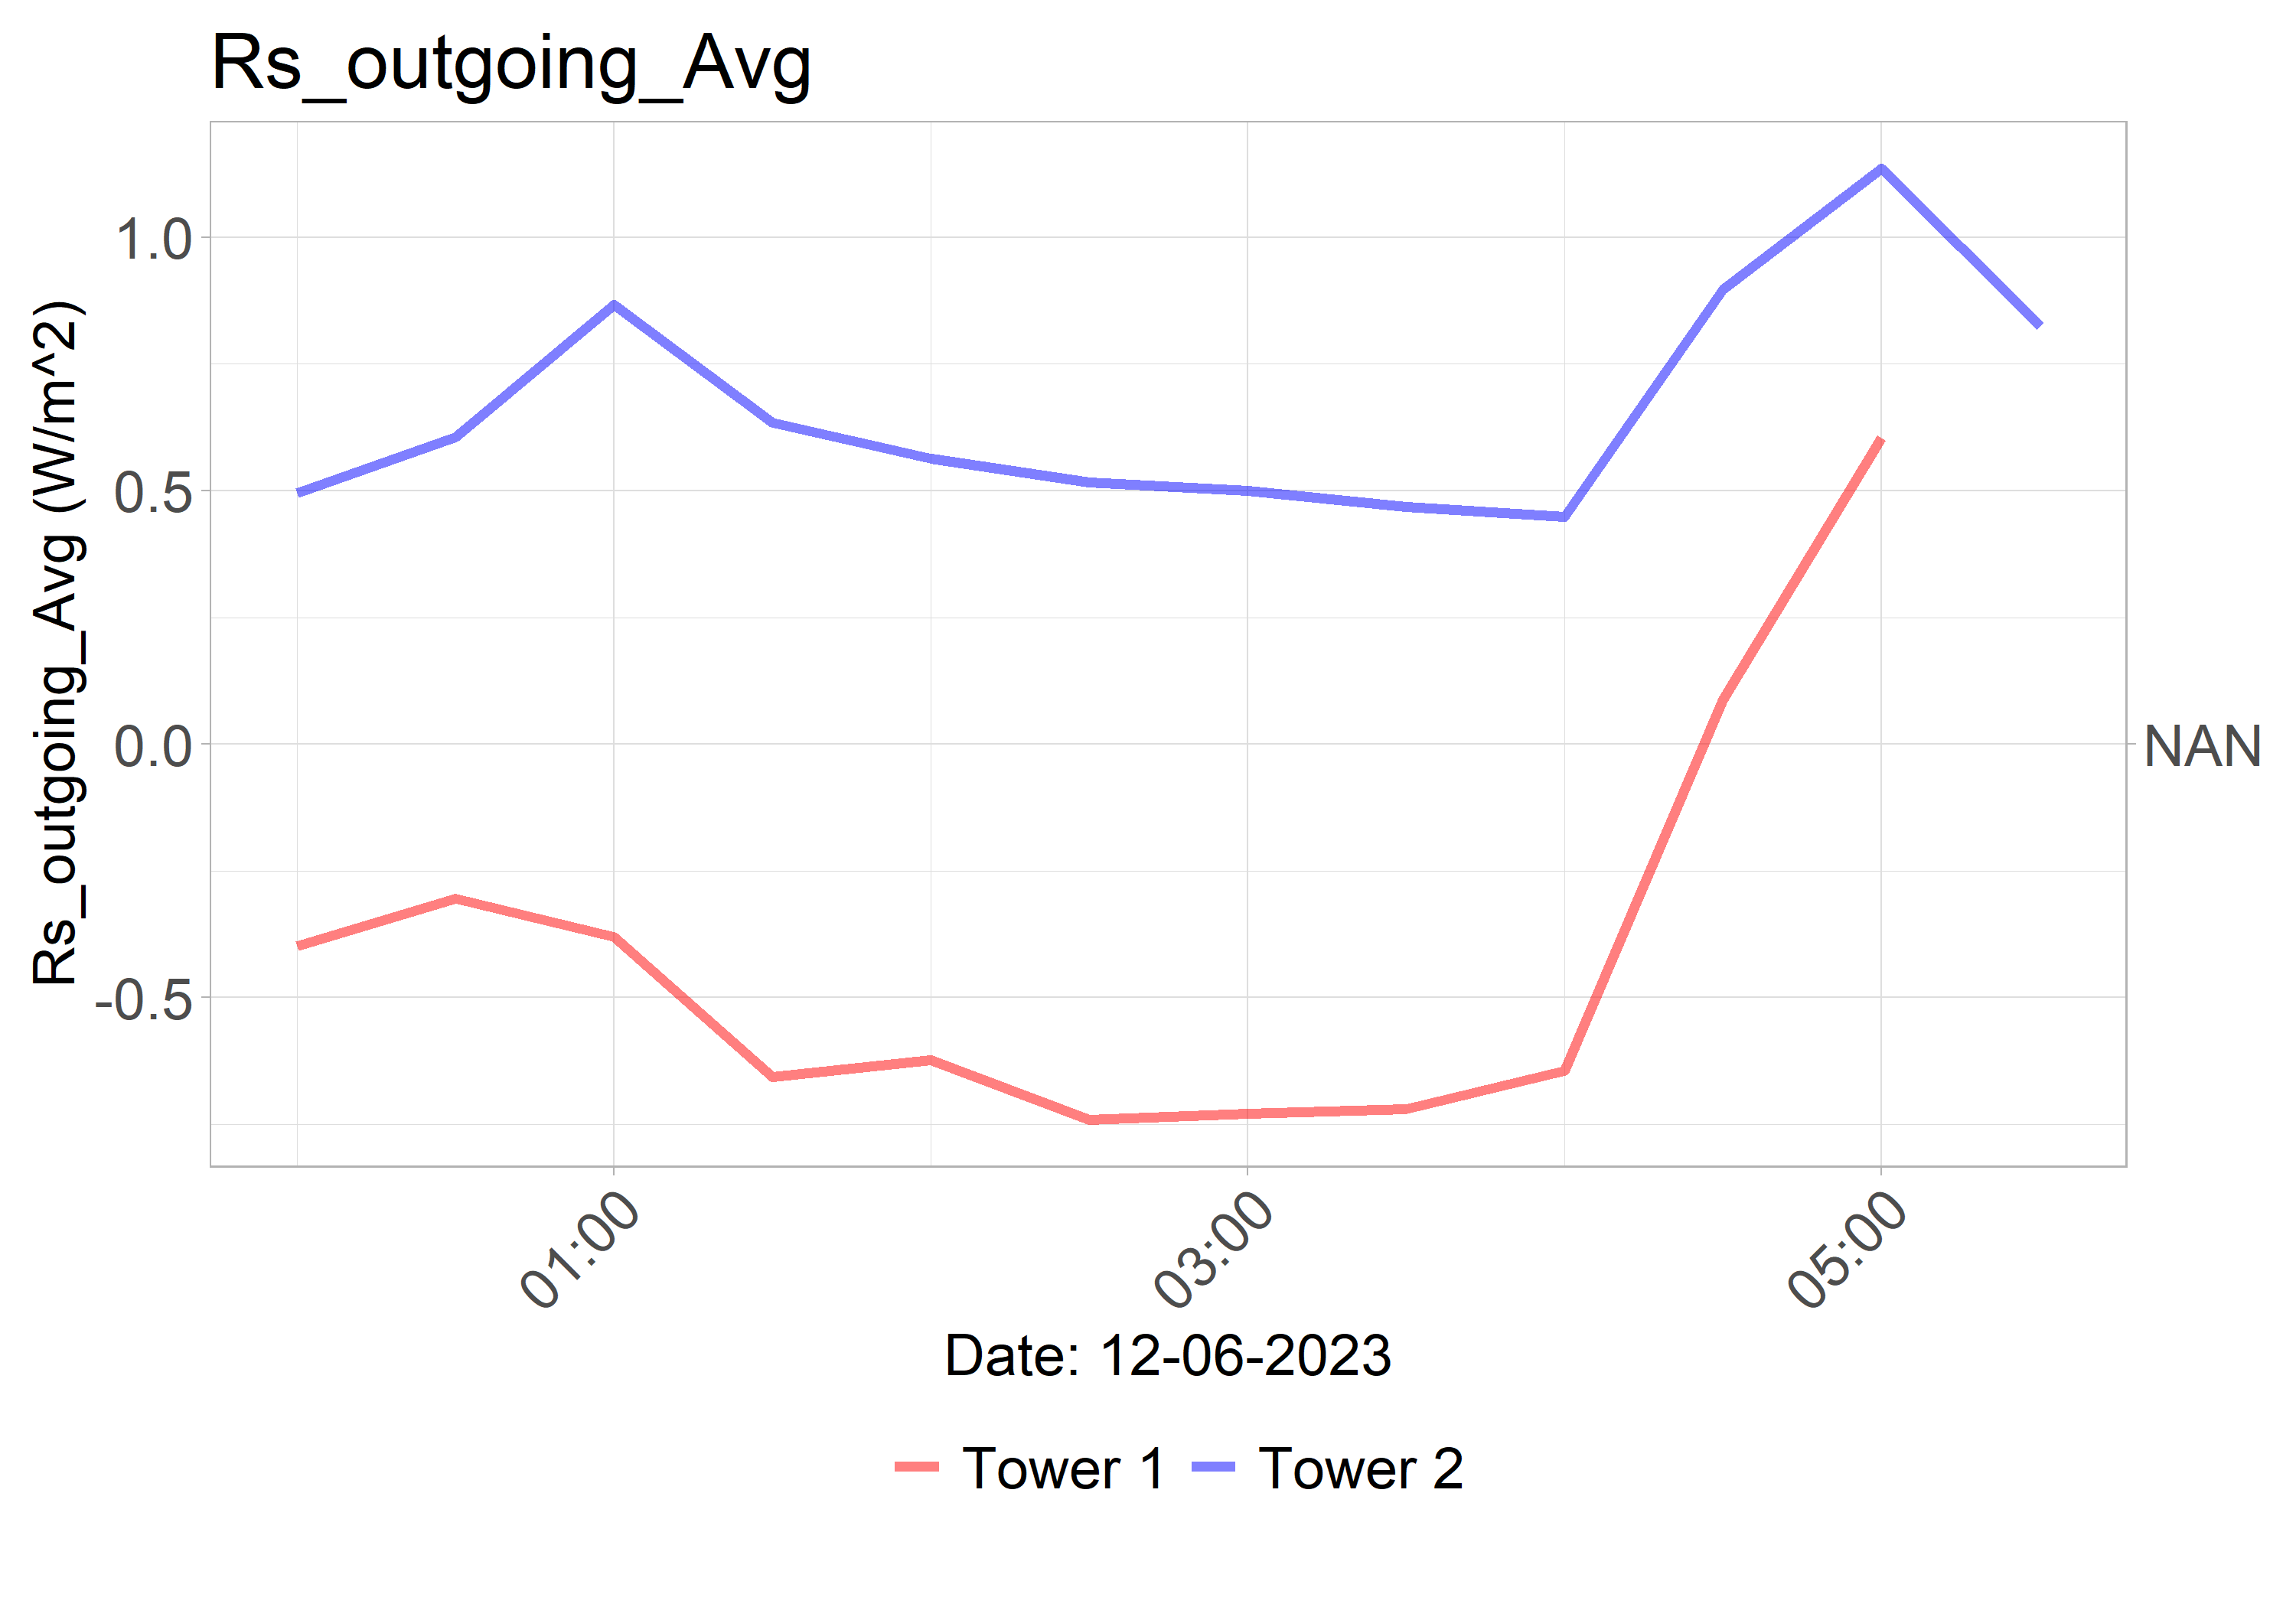 Rs_outgoing_Avg
Rs_outgoing_Avg (W/m^2)
1.0
0.5
0.0
-0.5
NAN
01:00
03:00
05:00
Date: 12-06-2023
Tower 1
Tower 2